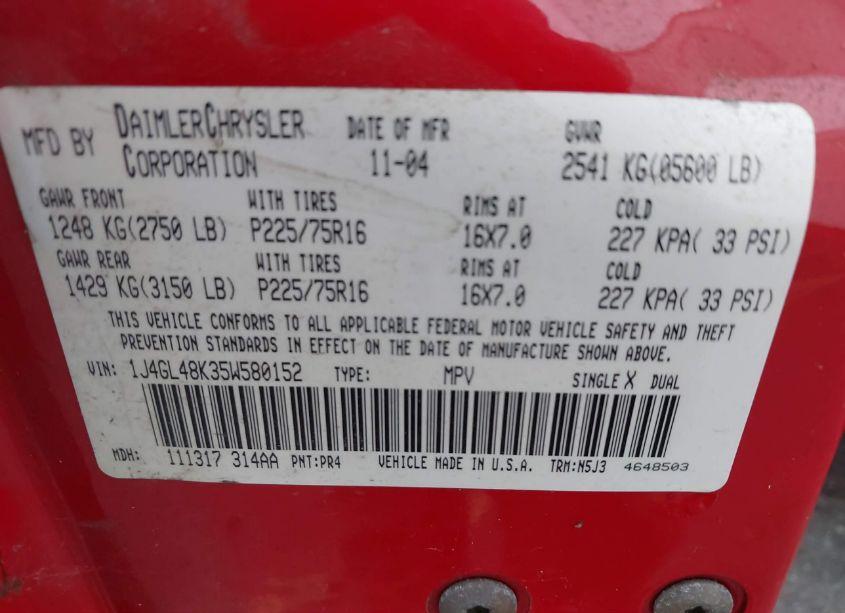 MFD BY DAIMLERCHRYSLER CORPORATION DATE OF MFR 11-04 GVWR 2541 KG(05600 LB)
GAWR FRONT WITH TIRES RIMS AT COLD
1248 KG(2750 LB) P225/75R16 16X7.0 227 KPA( 33 PSI)
GAWR REAR WITH TIRES RIMS AT COLD
1429 KG(3150 LB) P225/75R16 16X7.0 227 KPA( 33 PSI)
THIS VEHICLE CONFORMS TO ALL APPLICABLE FEDERAL MOTOR VEHICLE SAFETY AND THEFT
PREVENTION STANDARDS IN EFFECT ON THE DATE OF MANUFACTURE SHOWN ABOVE.
VIN: 1J4GL48K35W580152 TYPE: MPV SINGLE X DUAL
MDH: 111317 314AA PNT:PR4 VEHICLE MADE IN U.S.A. TRM:N5J3 4648503